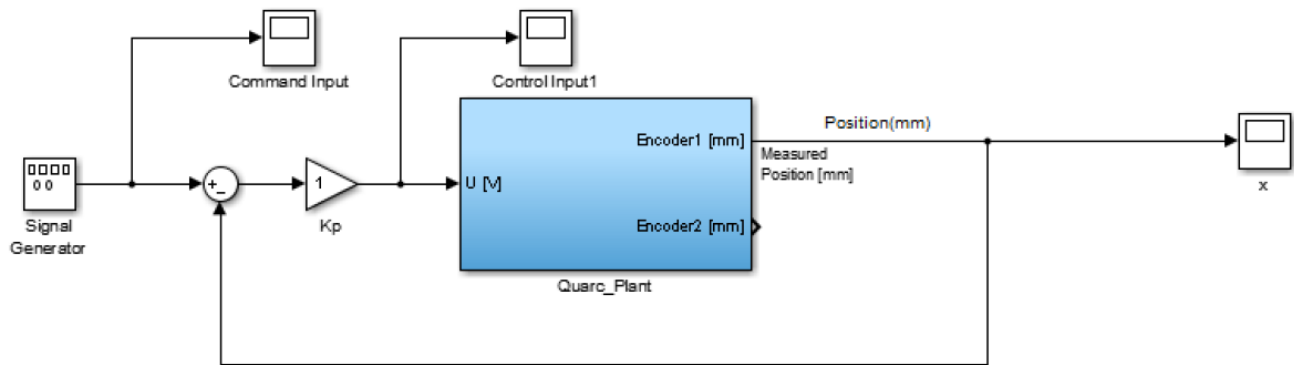 Command Input
Control Input1
Signal
Generator
+
-
1
Kp
U [V]
Encoder1 [mm]
Encoder2 [mm]
Quarc_Plant
Position(mm)
Measured
Position [mm]
x